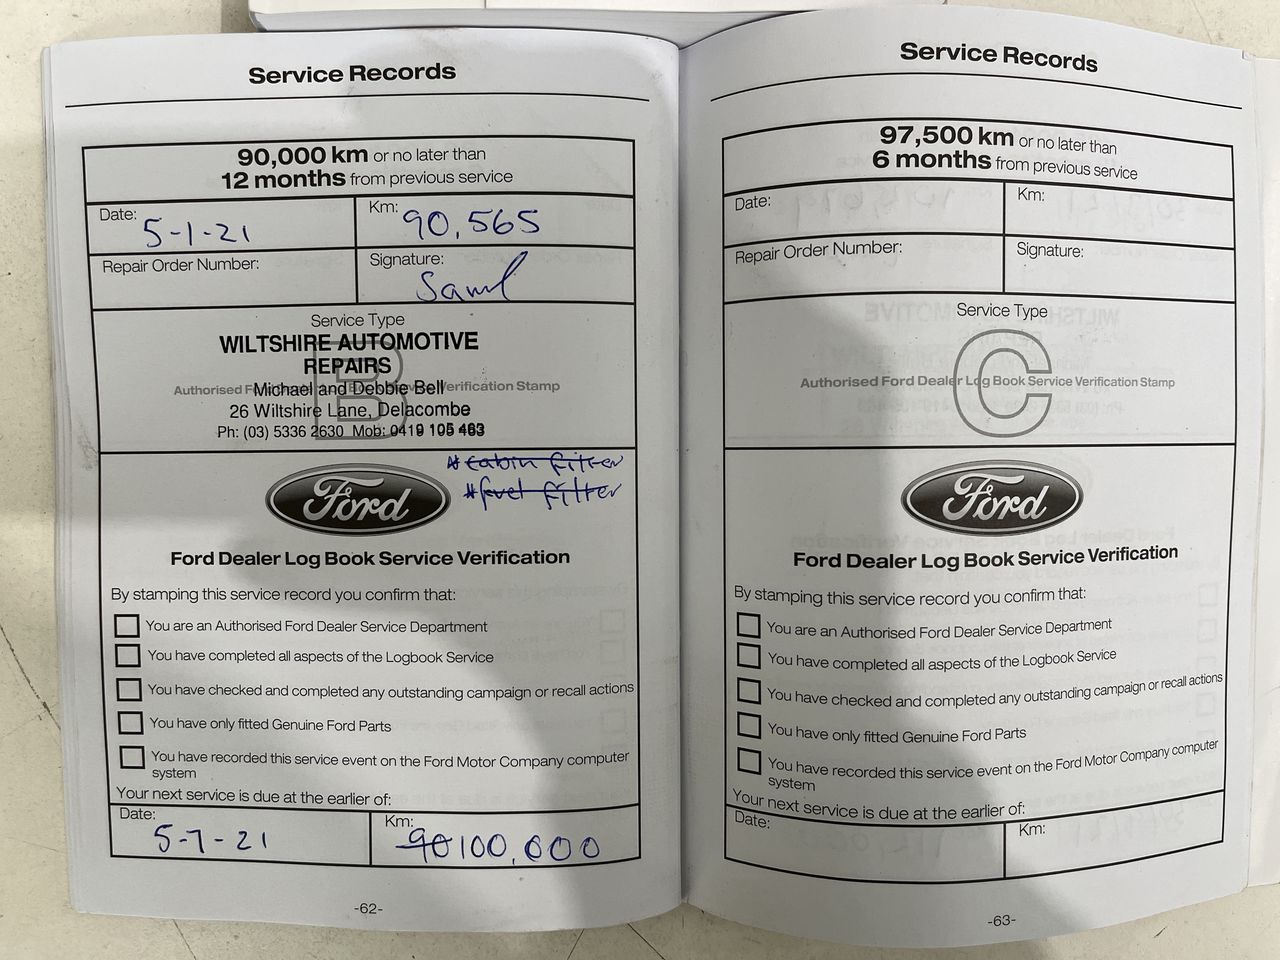 Service Records
90,000 km or no later than
12 months from previous service
Date: 5-1-21
Km: 90,565
Repair Order Number:
Signature:
Service Type
WILTSHIRE AUTOMOTIVE
REPAIRS
B
Michael and Debbie Bell
26 Wiltshire Lane, Delacombe
Ph: (03) 5336 2630 Mob: 0419 105 463
*cabin filter
*fuel filter
Ford
Ford Dealer Log Book Service Verification
By stamping this service record you confirm that:
You are an Authorised Ford Dealer Service Department
You have completed all aspects of the Logbook Service
You have checked and completed any outstanding campaign or recall actions
You have only fitted Genuine Ford Parts
You have recorded this service event on the Ford Motor Company computer
system
Your next service is due at the earlier of:
Date: 5-7-21
Km: 90 100,000
-62-
Service Records
97,500 km or no later than
6 months from previous service
Date:
Km:
Repair Order Number:
Signature:
Service Type
C
Authorised Ford Dealer Log Book Service Verification Stamp
Ford
Ford Dealer Log Book Service Verification
By stamping this service record you confirm that:
You are an Authorised Ford Dealer Service Department
You have completed all aspects of the Logbook Service
You have checked and completed any outstanding campaign or recall actions
You have only fitted Genuine Ford Parts
You have recorded this service event on the Ford Motor Company computer
system
Your next service is due at the earlier of:
Date:
Km:
-63-